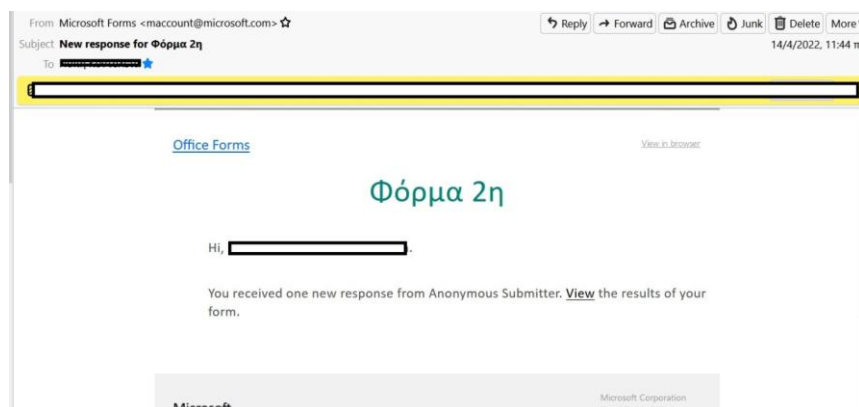 From Microsoft Forms <maccount@microsoft.com>
Reply Forward Archive Junk Delete More
Subject New response for Φόρμα 2η
14/4/2022, 11:44 π
To
Office Forms
View in browser
Φόρμα 2η
Hi,
You received one new response from Anonymous Submitter. View the results of your
form.
Microsoft Corporation
Microsoft